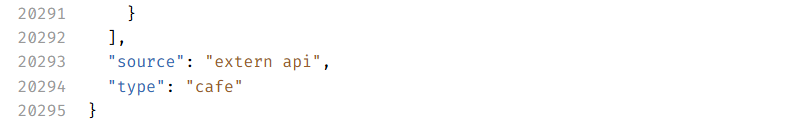 20291 }
20292 ],
20293 "source": "extern api",
20294 "type": "cafe"
20295 }